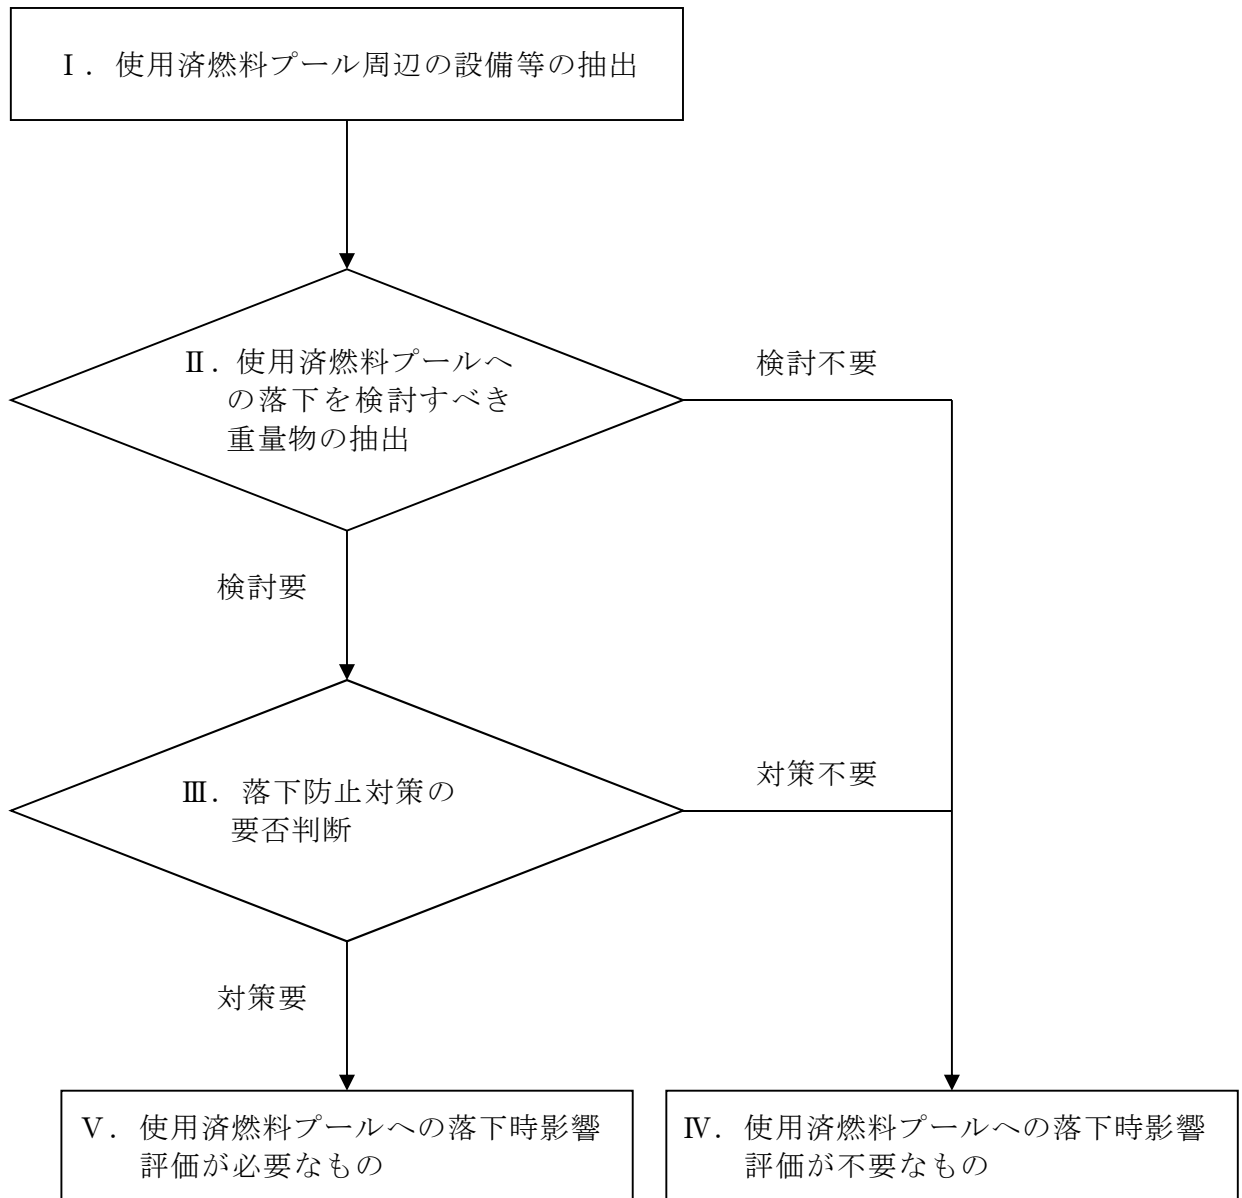 Ⅰ．使用済燃料プール周辺の設備等の抽出
Ⅱ．使用済燃料プールへ
の落下を検討すべき
重量物の抽出
検討不要
検討要
Ⅲ．落下防止対策の
要否判断
対策不要
対策要
Ⅴ．使用済燃料プールへの落下時影響
評価が必要なもの
Ⅳ．使用済燃料プールへの落下時影響
評価が不要なもの